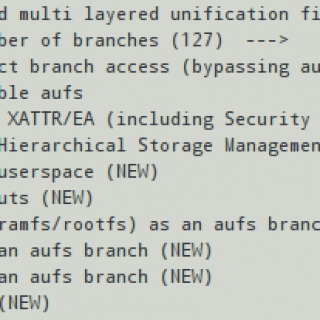 d multi layered unification fi
ber of branches (127)  --->
ct branch access (bypassing au
ble aufs
XATTR/EA (including Security
Hierarchical Storage Managemen
userspace (NEW)
uts (NEW)
ramfs/rootfs) as an aufs branc
an aufs branch (NEW)
an aufs branch (NEW)
(NEW)